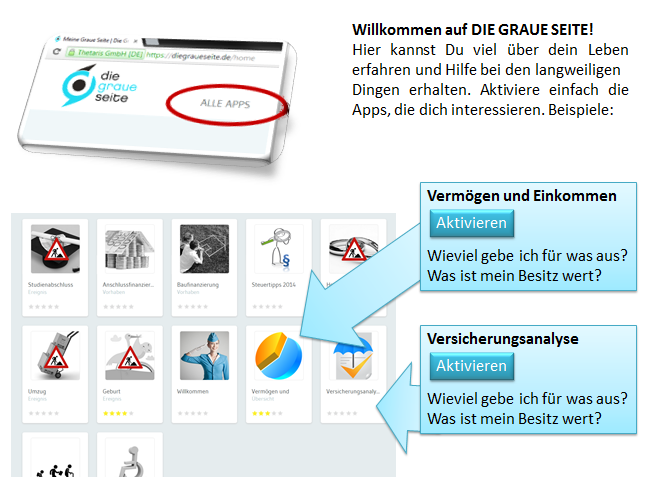 Willkommen auf DIE GRAUE SEITE!
Hier kannst Du viel über dein Leben
erfahren und Hilfe bei den langweiligen
Dingen erhalten. Aktiviere einfach die
Apps, die dich interessieren. Beispiele:
Meine Graue Seite | Die G
Thetaris GmbH [DE] https://diegraueseite.de/home
die
graue
seite
ALLE APPS
Vermögen und Einkommen
Aktivieren
Wieviel gebe ich für was aus?
Was ist mein Besitz wert?
Studienabschluss
Ereignis
Anschlussfinanzier...
Vorhaben
Baufinanzierung
Vorhaben
Steuertipps 2014
§
H
Versicherungsanalyse
Aktivieren
Wieviel gebe ich für was aus?
Was ist mein Besitz wert?
Umzug
Ereignis
Geburt
Ereignis
Willkommen
Vermögen und
Übersicht
Versicherungsanaly...